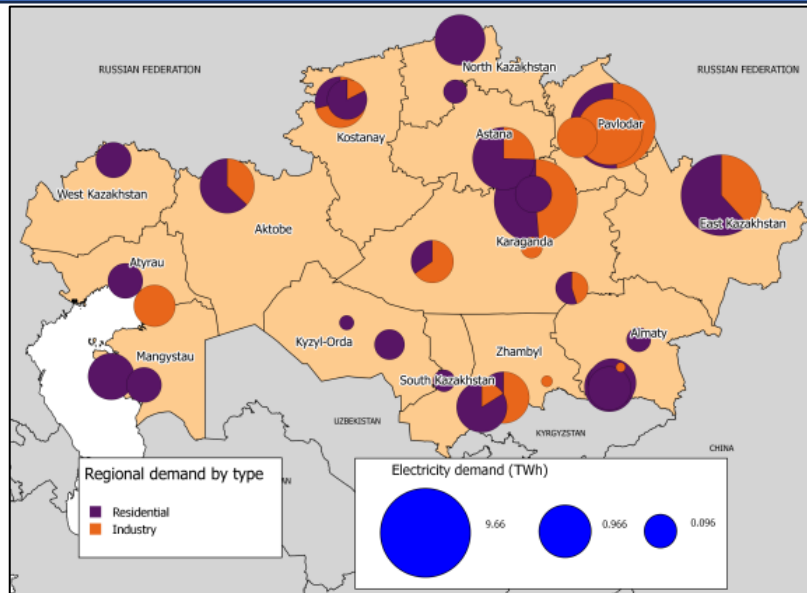 RUSSIAN FEDERATION
RUSSIAN FEDERATION
North Kazakhstan
Kostanay
Astana
Pavlodar
West Kazakhstan
Aktobe
Karaganda
East Kazakhstan
Atyrau
Mangystau
Kyzyl-Orda
Zhambyl
Almaty
South Kazakhstan
UZBEKISTAN
KYRGYZSTAN
CHINA
Regional demand by type
Residential
Industry
Electricity demand (TWh)
9.66
0.966
0.096